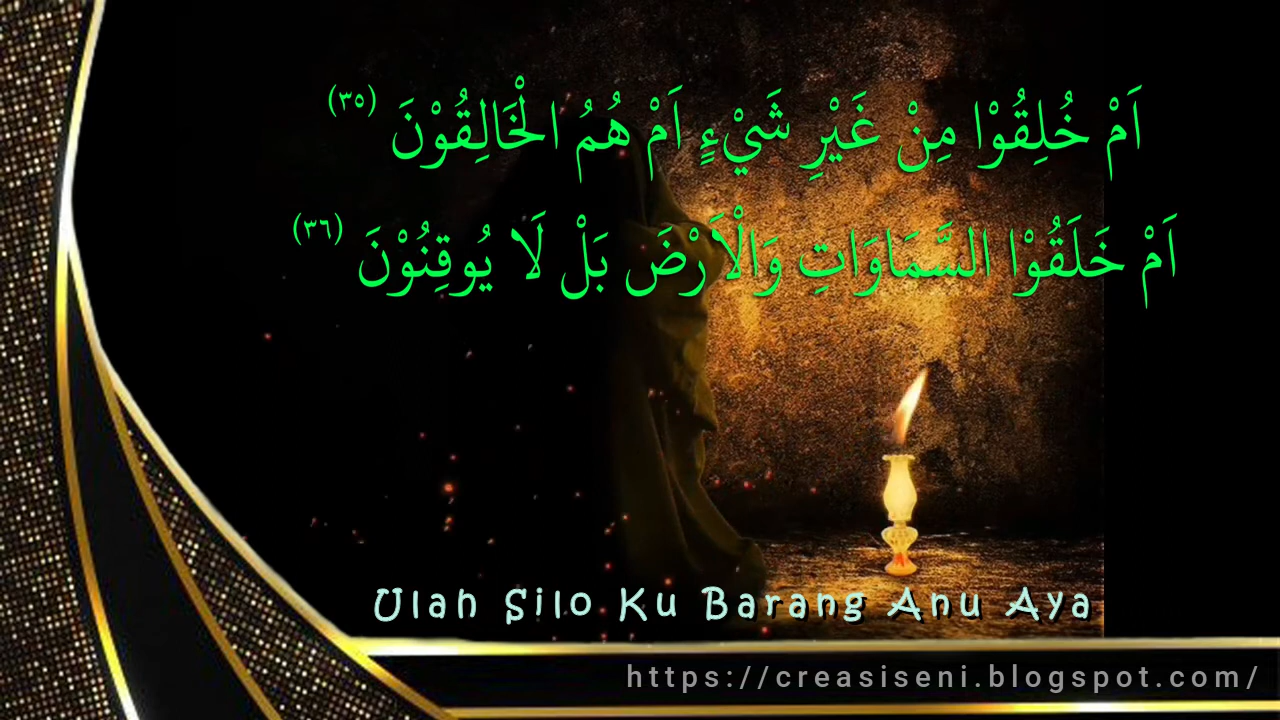 اَمْ خُلِقُوْا مِنْ غَيْرِ شَيْءٍ اَمْ هُمُ الْخَالِقُوْنَ (٣٥)
اَمْ خَلَقُوْا السَّمَاوَاتِ وَالْاَرْضَ بَلْ لَا يُوقِنُوْنَ (٣٦)
Ulah Silo Ku Barang Anu Aya
https://creasiseni.blogspot.com/